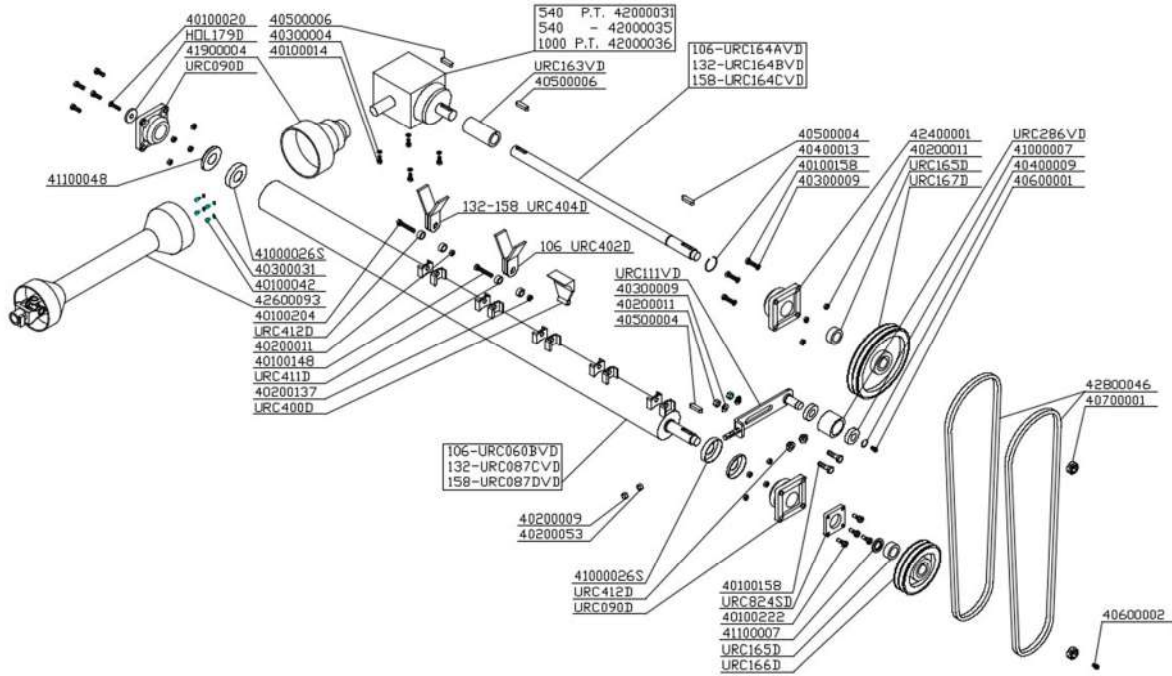 40100020
HOL179D
41900004
URC090D
40500006
40300004
40100014
540 P.T. 42000031
540 - 42000035
1000 P.T. 42000036
URC163VD
40500006
106-URC164AVD
132-URC164BVD
158-URC164CVD
40500004
40400013
40100158
40300009
42400001
40200011
URC165D
URC167D
URC286VD
41000007
40400009
40600001
41100048
132-158 URC404D
106 URC402D
41000026S
40300031
40100042
42600093
40100204
URC412D
40200011
40100148
URC411D
40200137
URC400D
URC111VD
40300009
40200011
40500004
42800046
40700001
106-URC060BVD
132-URC087CVD
158-URC087DVD
40200009
40200053
41000026S
URC412D
URC090D
40100158
URC824SD
40100222
41100007
URC165D
URC166D
40600002